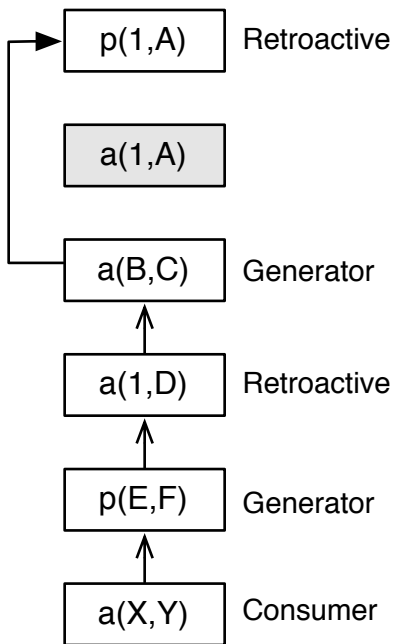 p(1,A) Retroactive
a(1,A)
a(B,C) Generator
a(1,D) Retroactive
p(E,F) Generator
a(X,Y) Consumer